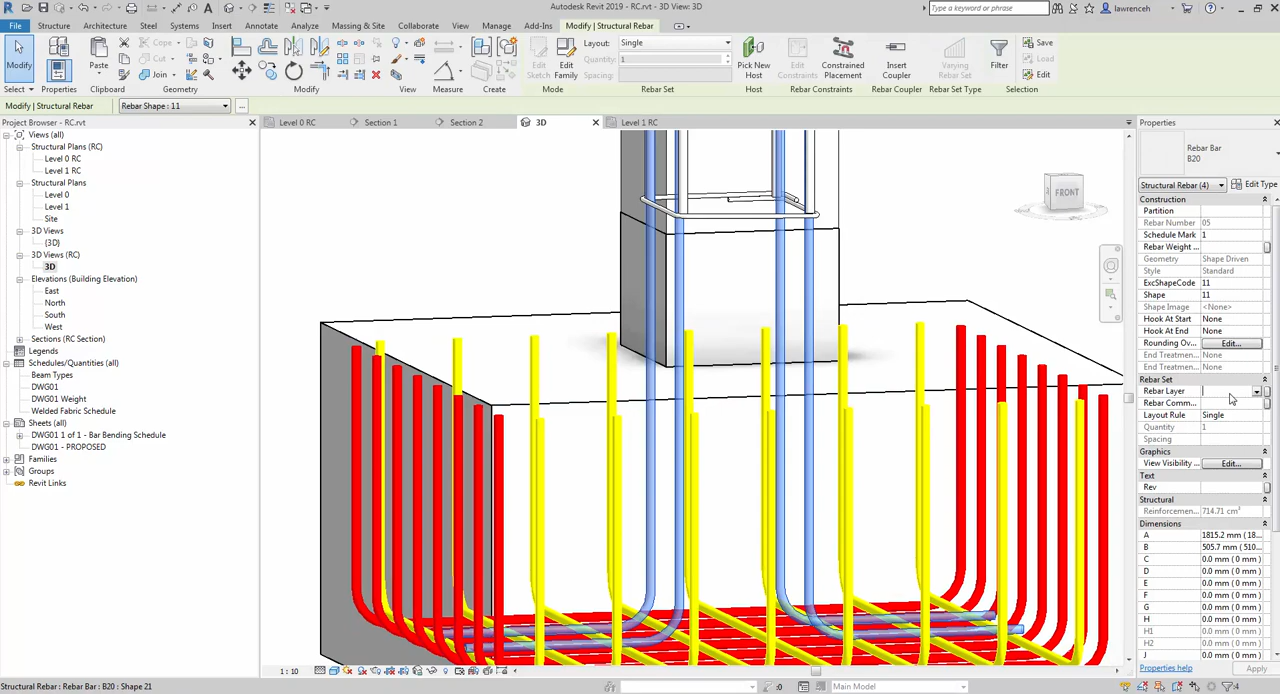 Autodesk Revit 2019 - RC.rvt - 3D View: 3D
Type a keyword or phrase
lawrenceh
File
Structure
Architecture
Steel
Systems
Insert
Annotate
Analyze
Massing & Site
Collaborate
View
Manage
Add-Ins
Modify | Structural Rebar
Modify
Paste
Cope
Cut
Join
Layout: Single
Quantity: 1
Spacing:
Edit Sketch
Edit Family
Pick New Host
Edit Constraints
Constrained Placement
Insert Coupler
Varying Rebar Set
Filter
Save
Load
Edit
Select
Properties
Clipboard
Geometry
Modify
View
Measure
Create
Mode
Rebar Set
Host
Rebar Constraints
Rebar Coupler
Rebar Set Type
Selection
Modify | Structural Rebar
Rebar Shape : 11
...
Project Browser - RC.rvt
Level 0 RC
Section 1
Section 2
3D
Level 1 RC
Views (all)
Structural Plans (RC)
Level 0 RC
Level 1 RC
Structural Plans
Level 0
Level 1
Site
3D Views
(3D)
3D Views (RC)
3D
Elevations (Building Elevation)
East
North
South
West
Sections (RC Section)
Legends
Schedules/Quantities (all)
Beam Types
DWG01
DWG01 Weight
Welded Fabric Schedule
Sheets (all)
DWG01 1 of 1 - Bar Bending Schedule
DWG01 - PROPOSED
Families
Groups
Revit Links
FRONT
Properties
Rebar Bar
B20
Structural Rebar (4)
Edit Type
Construction
Partition
Rebar Number 05
Schedule Mark 1
Rebar Weight ...
Geometry Shape Driven
Style Standard
ExcShapeCode 11
Shape 11
Shape Image <None>
Hook At Start None
Hook At End None
Rounding Ov... Edit...
End Treatmen... None
End Treatmen... None
Rebar Set
Rebar Layer
Rebar Comm...
Layout Rule Single
Quantity 1
Spacing
Graphics
View Visibility ... Edit...
Text
Rev
Structural
Reinforcemen... 714.71 cm³
Dimensions
A 1815.2 mm ( 18...
B 505.7 mm ( 510...
C 0.0 mm ( 0 mm )
D 0.0 mm ( 0 mm )
E 0.0 mm ( 0 mm )
F 0.0 mm ( 0 mm )
G 0.0 mm ( 0 mm )
H 0.0 mm ( 0 mm )
H1 0.0 mm ( 0 mm )
H2 0.0 mm ( 0 mm )
J 0.0 mm ( 0 mm )
Properties help
Apply
1 : 10
Structural Rebar : Rebar Bar : B20 : Shape 21
:0
Main Model
:4